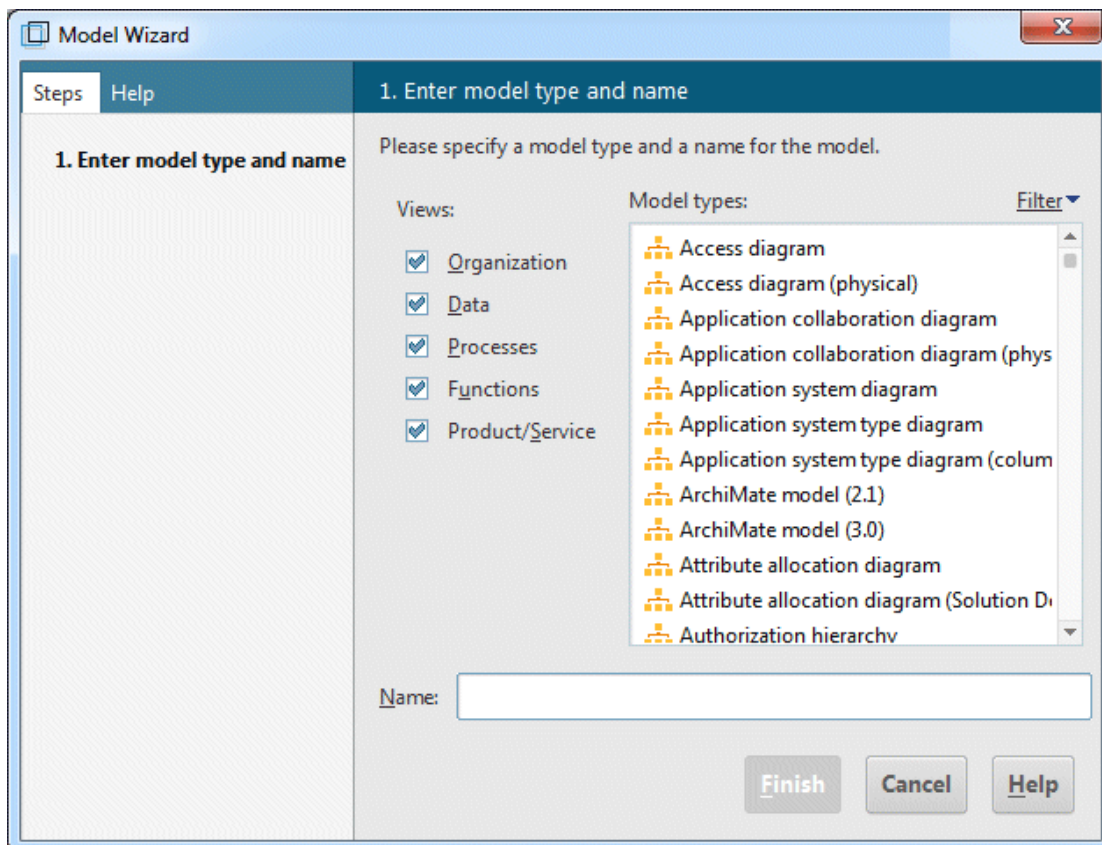 Model Wizard
Steps
Help
1. Enter model type and name
1. Enter model type and name
Please specify a model type and a name for the model.
Views:
Organization
Data
Processes
Functions
Product/Service
Model types:
Filter
Access diagram
Access diagram (physical)
Application collaboration diagram
Application collaboration diagram (phys
Application system diagram
Application system type diagram
Application system type diagram (colum
ArchiMate model (2.1)
ArchiMate model (3.0)
Attribute allocation diagram
Attribute allocation diagram (Solution De
Authorization hierarchy
Name:
Finish
Cancel
Help